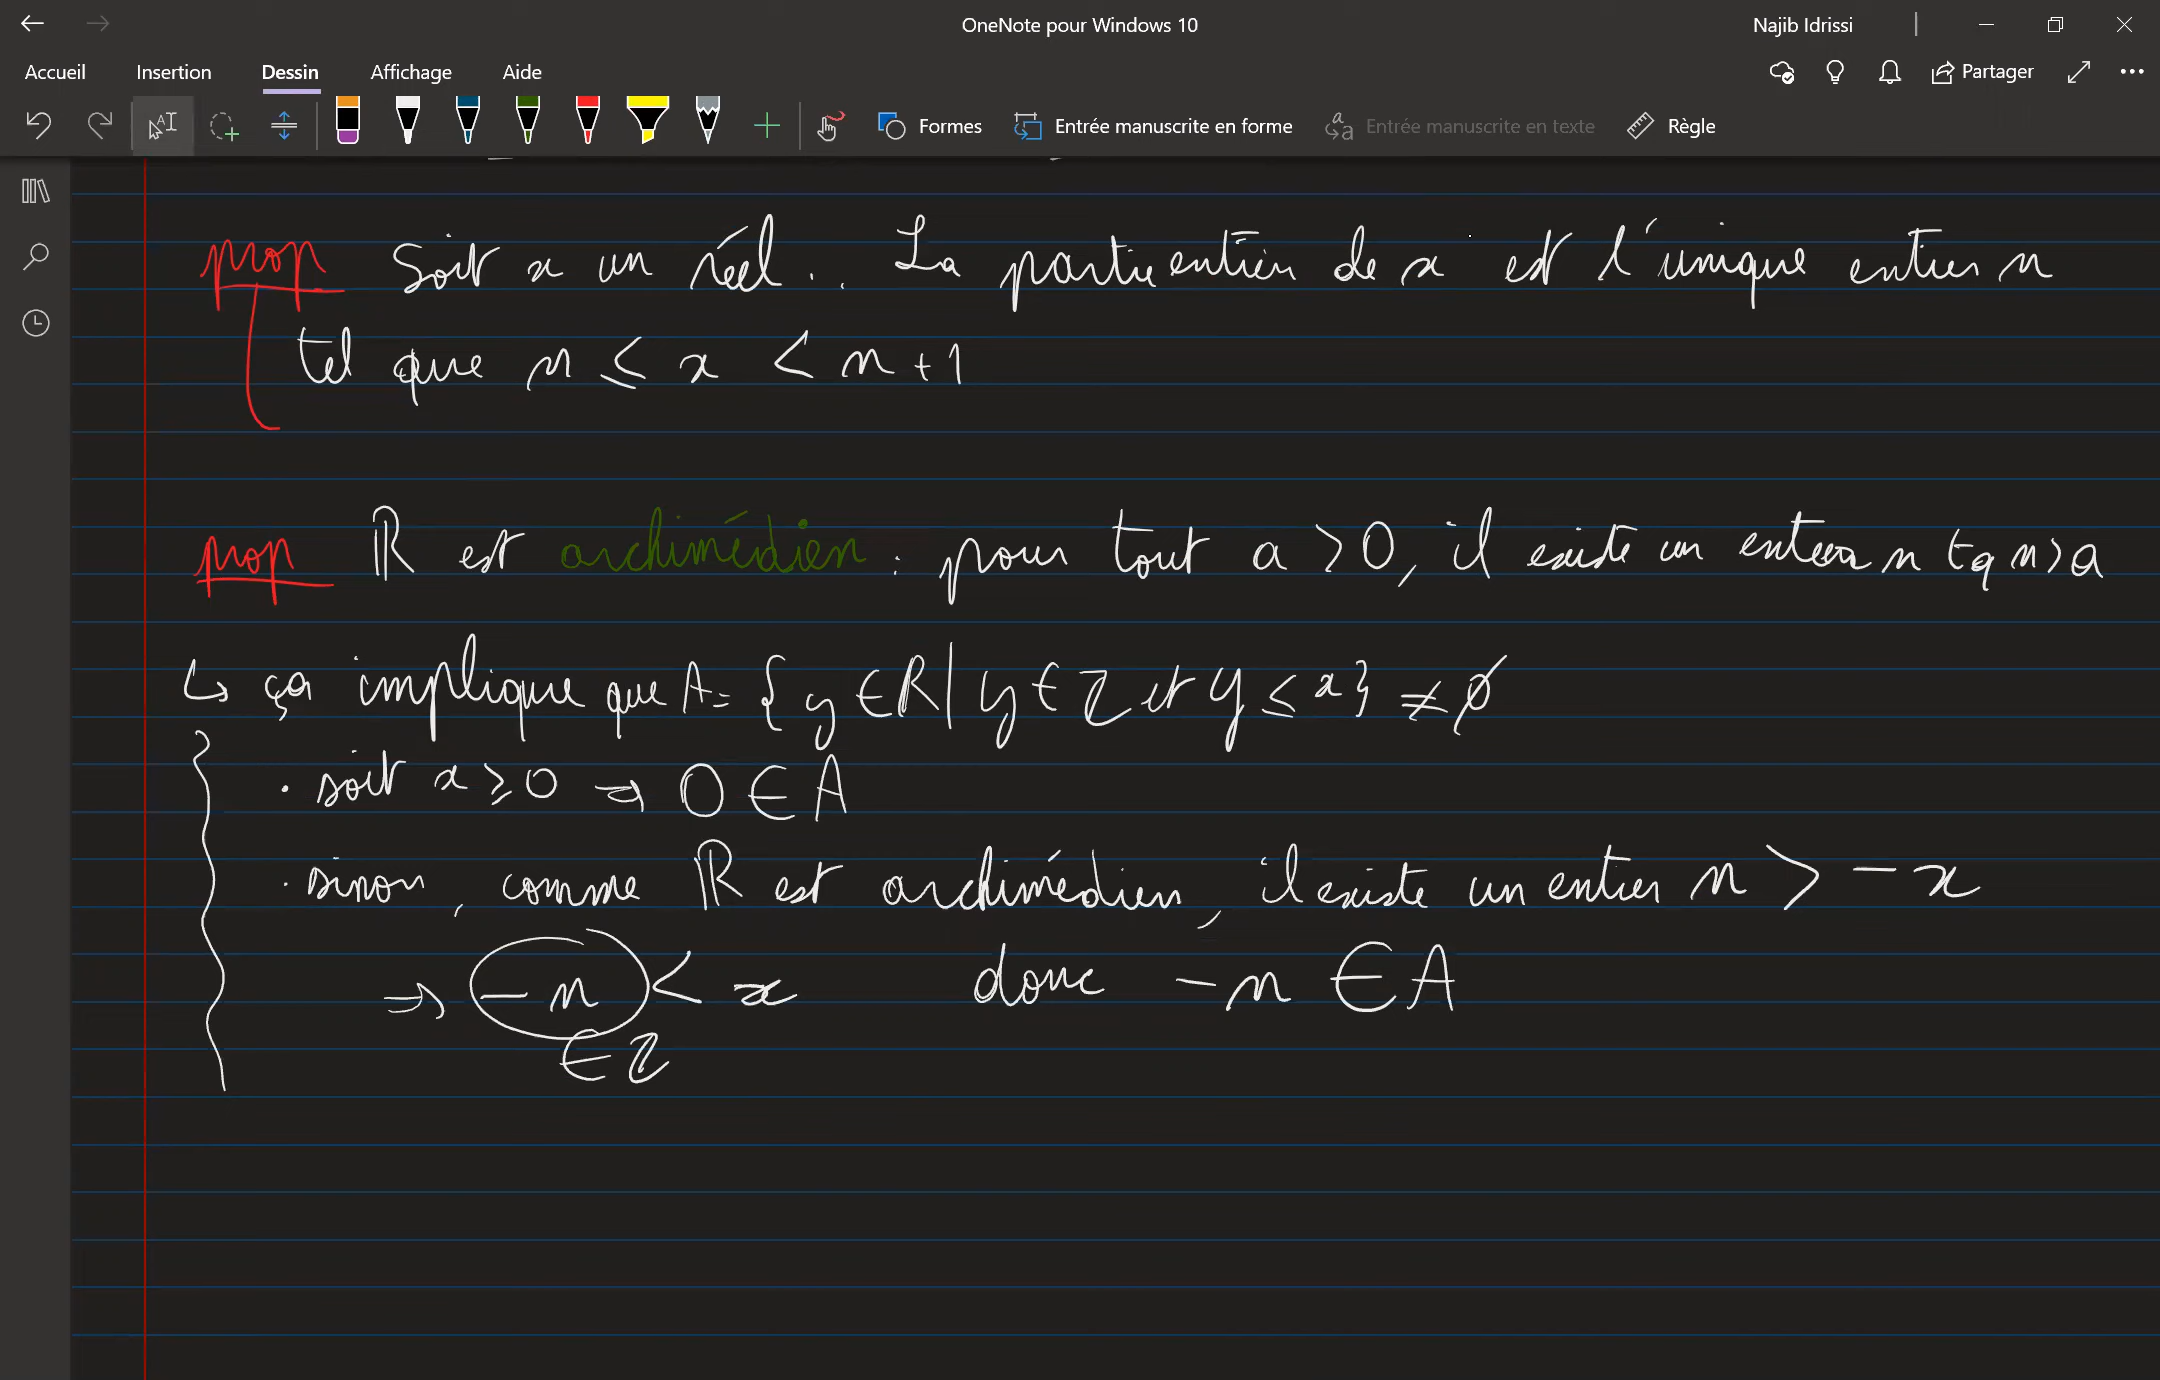 OneNote pour Windows 10
Najib Idrissi
Accueil Insertion Dessin Affichage Aide
Partager
Formes Entrée manuscrite en forme Entrée manuscrite en texte Règle
prop Soit x un réel. La partie entière de x est l'unique entier n
tel que n ≤ x < n+1
prop ℝ est archimédien : pour tout a > 0, il existe un entier n tq n > a
↳ ça implique que A = { y ∈ R | y ∈ ℤ et y ≤ x } ≠ ∅
• soit x ≥ 0 → 0 ∈ A
• sinon, comme ℝ est archimédien, il existe un entier n > -x
⇒ -n < x donc -n ∈ A
∈ ℤ